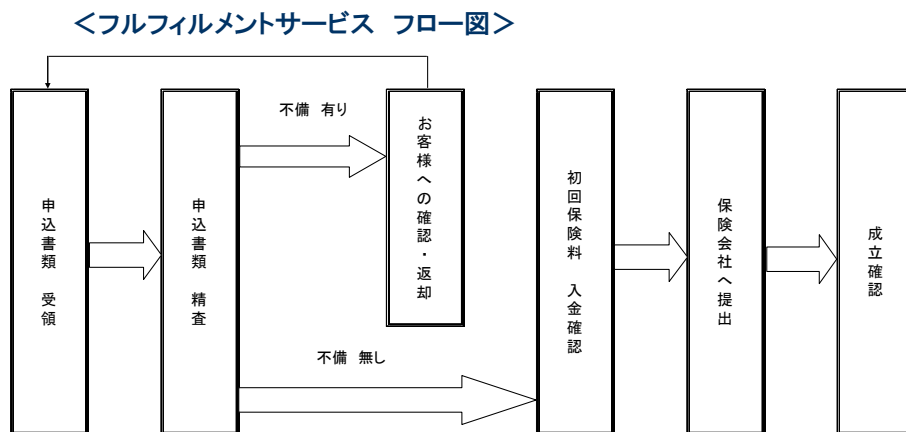 ＜フルフィルメントサービス フロー図＞
申込書類 受領
申込書類 精査
不備 有り
お客様への確認・返却
不備 無し
初回保険料 入金確認
保険会社へ提出
成立確認